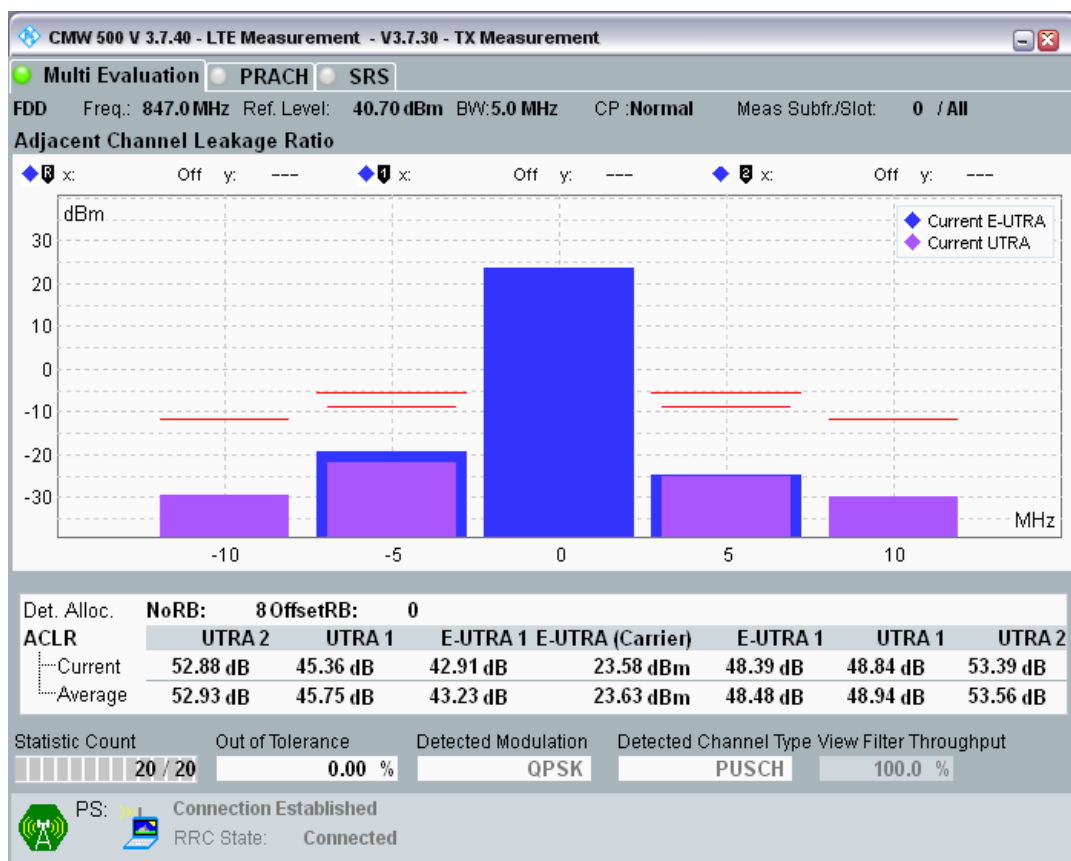 CMW 500 V 3.7.40 - LTE Measurement - V3.7.30 - TX Measurement
Multi Evaluation PRACH SRS
FDD Freq.: 847.0 MHz Ref. Level: 40.70 dBm BW:5.0 MHz CP :Normal Meas Subfr./Slot: 0 / All
Adjacent Channel Leakage Ratio
R x: Off y: --- 1 x: Off y: --- 2 x: Off y: ---
dBm
Current E-UTRA
Current UTRA
30
20
10
0
-10
-20
-30
MHz
-10 -5 0 5 10
Det. Alloc. NoRB: 8 OffsetRB: 0
ACLR UTRA 2 UTRA 1 E-UTRA 1 E-UTRA (Carrier) E-UTRA 1 UTRA 1 UTRA 2
Current 52.88 dB 45.36 dB 42.91 dB 23.58 dBm 48.39 dB 48.84 dB 53.39 dB
Average 52.93 dB 45.75 dB 43.23 dB 23.63 dBm 48.48 dB 48.94 dB 53.56 dB
Statistic Count Out of Tolerance Detected Modulation Detected Channel Type View Filter Throughput
20 / 20 0.00 % QPSK PUSCH 100.0 %
PS: Connection Established
RRC State: Connected